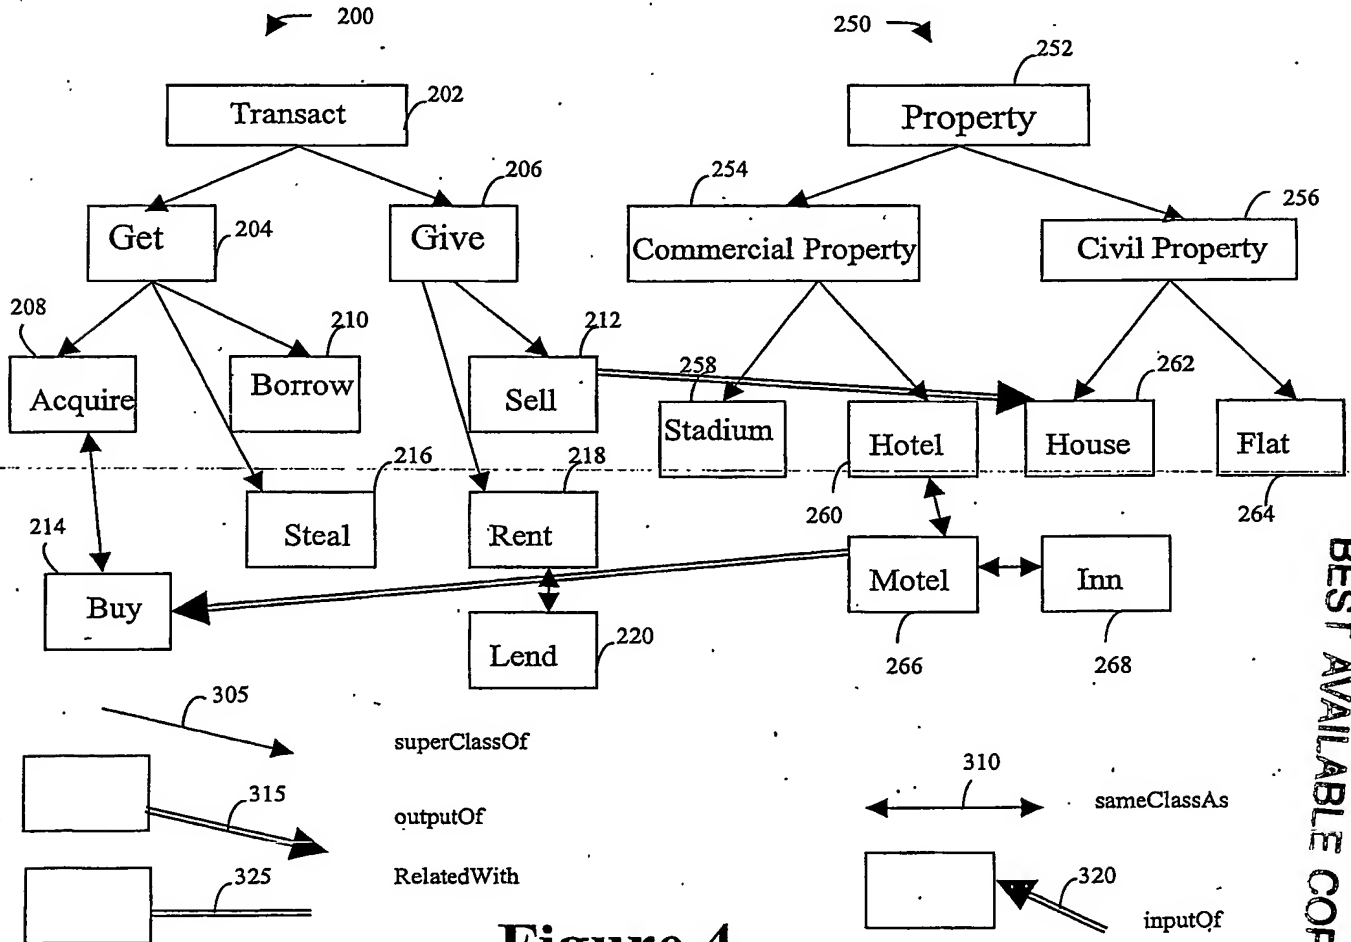 200
250
252
Transact
202
Property
206
254
256
Get
204
Give
Commercial Property
Civil Property
208
210
212
258
262
Acquire
Borrow
Sell
Stadium
Hotel
House
Flat
216
218
260
264
214
Steal
Rent
Buy
Motel
Inn
Lend
220
266
268
305
superClassOf
310
sameClassAs
315
outputOf
325
RelatedWith
320
inputOf
Figure 4
BEST AVAILABLE